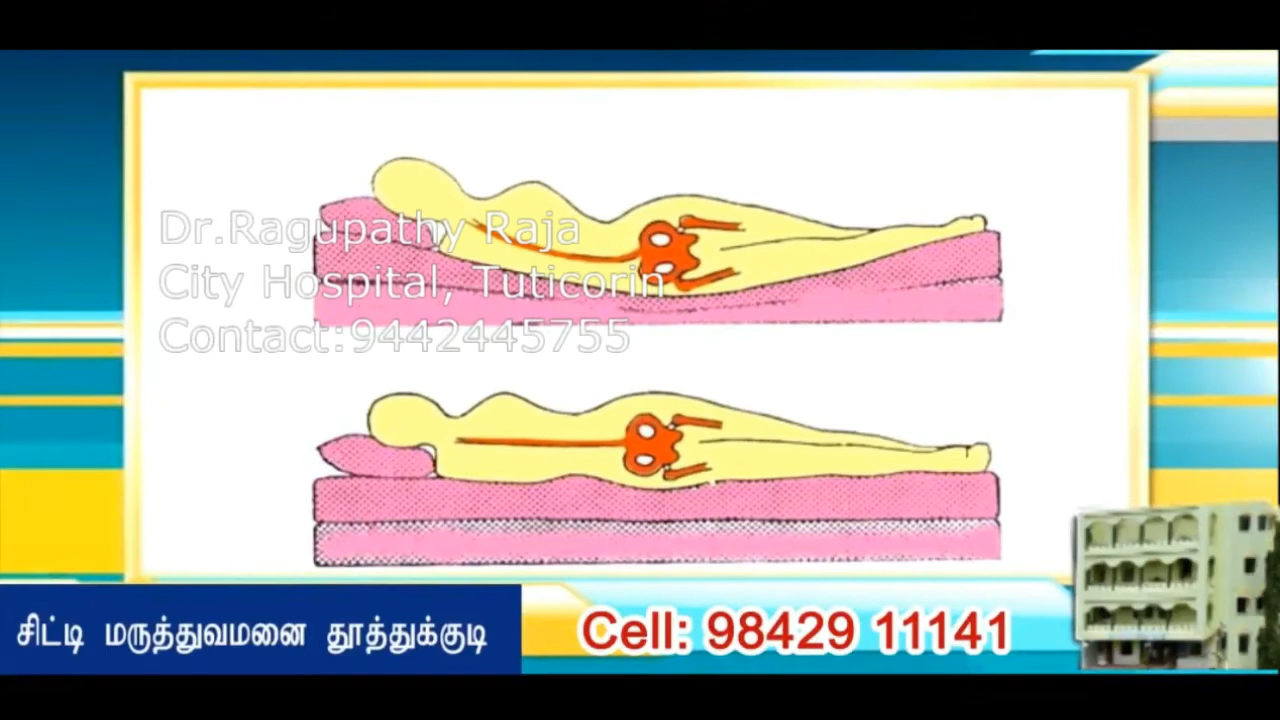 Dr.Ragupathy Raja
City Hospital, Tuticorin
Contact:9442445755
சிட்டி மருத்துவமனை தூத்துக்குடி
Cell: 98429 11141